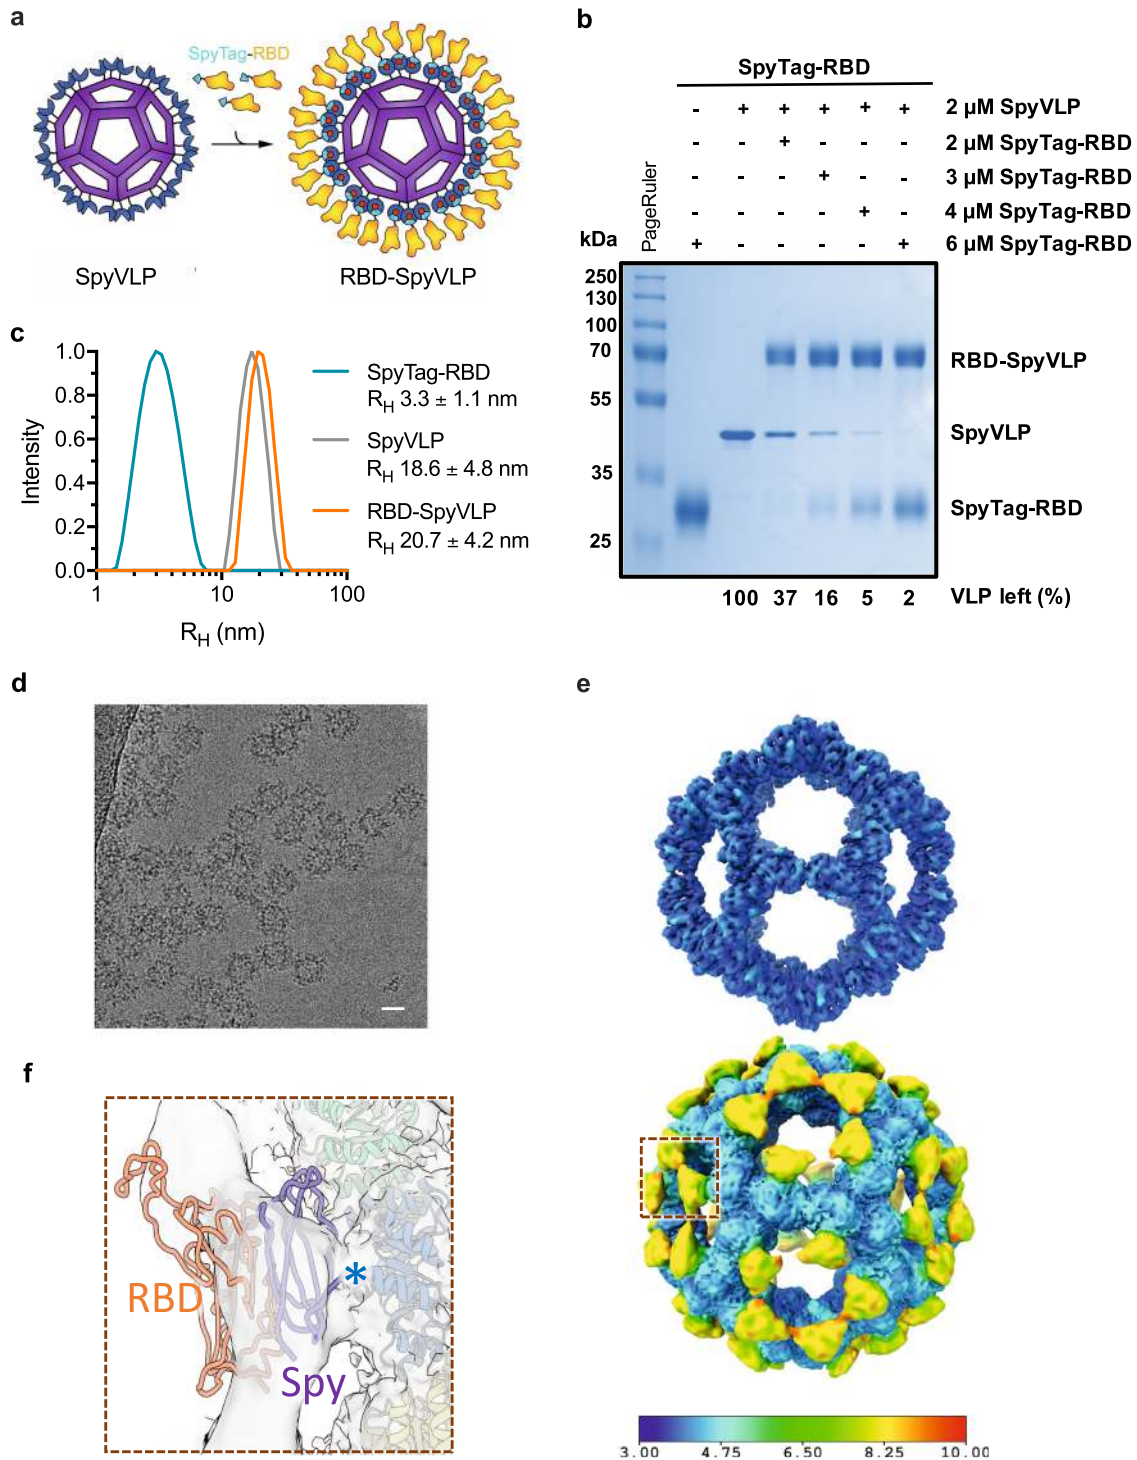 a
SpyTag-RBD
SpyVLP
RBD-SpyVLP
b
SpyTag-RBD
- + + + + + 2 µM SpyVLP
- - + - - - 2 µM SpyTag-RBD
- - - + - - 3 µM SpyTag-RBD
- - - - + - 4 µM SpyTag-RBD
+ - - - - + 6 µM SpyTag-RBD
kDa
PageRuler
250
130
100
70
55
35
25
RBD-SpyVLP
SpyVLP
SpyTag-RBD
100 37 16 5 2 VLP left (%)
c
Intensity
1.0
0.8
0.6
0.4
0.2
0.0
1 10 100
R_H (nm)
SpyTag-RBD
R_H 3.3 ± 1.1 nm
SpyVLP
R_H 18.6 ± 4.8 nm
RBD-SpyVLP
R_H 20.7 ± 4.2 nm
d
e
3.00 4.75 6.50 8.25 10.00
f
RBD
*
Spy